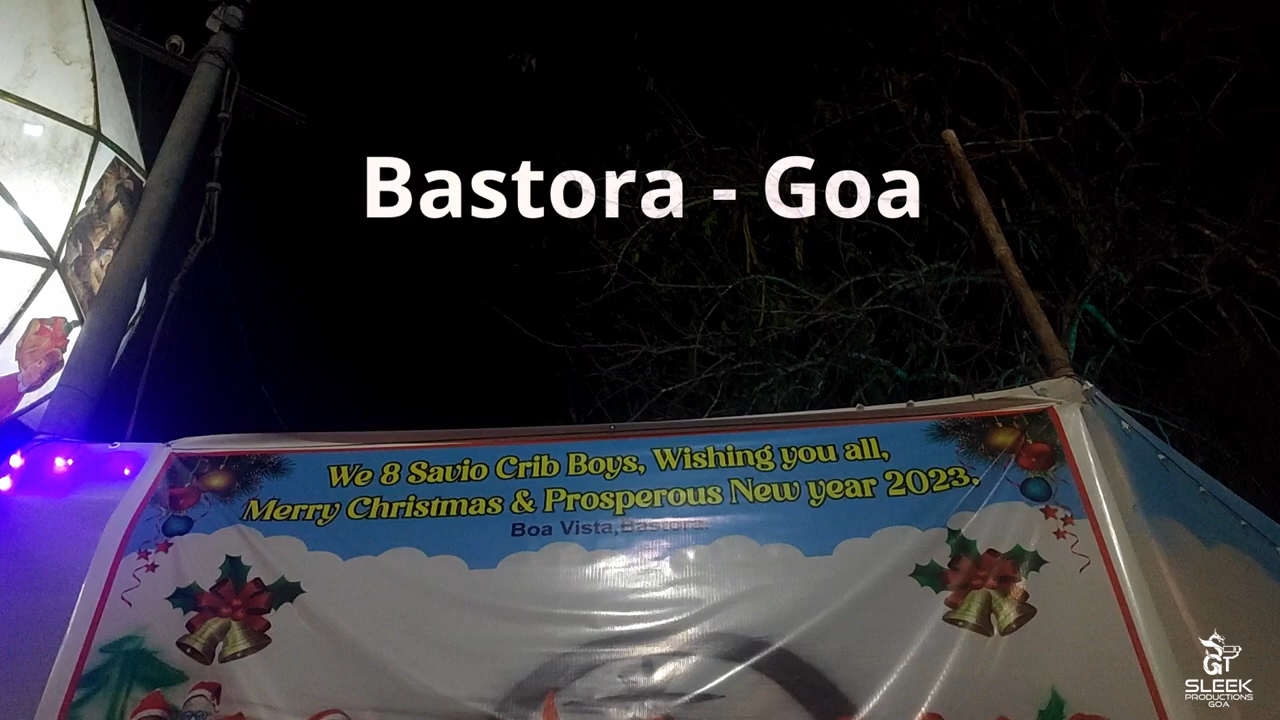 Bastora - Goa
We 8 Savio Crib Boys, Wishing you all,
Merry Christmas & Prosperous New year 2023.
Boa Vista,Bastora.
GT
SLEEK
PRODUCTIONS
GOA